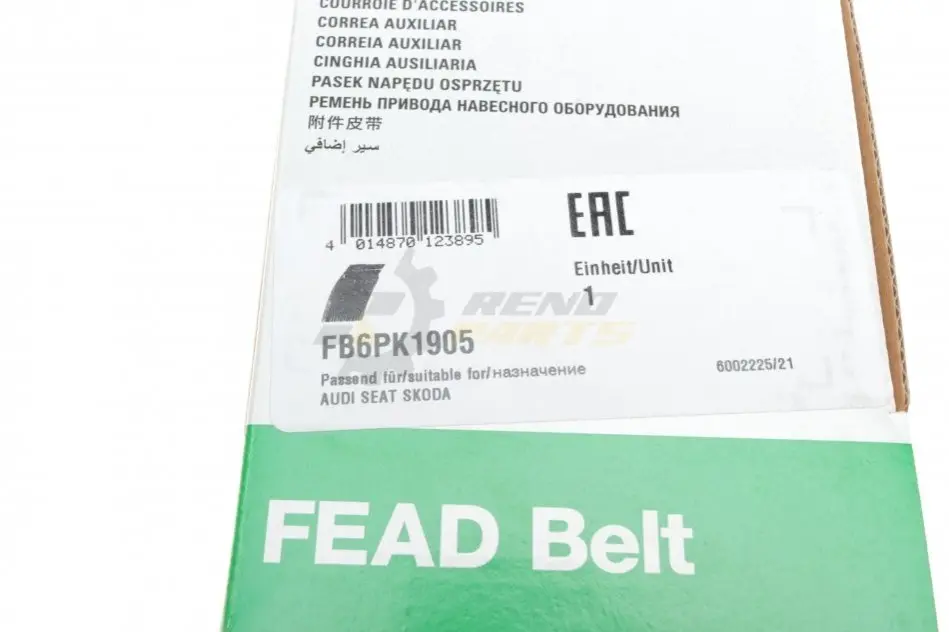 COURROIE D'ACCESSOIRES
CORREA AUXILIAR
CORREIA AUXILIAR
CINGHIA AUSILIARIA
PASEK NAPĘDU OSPRZĘTU
РЕМЕНЬ ПРИВОДА НАВЕСНОГО ОБОРУДОВАНИЯ
附件皮带
سير إضافي
EAC
4 014870 123895
Einheit/Unit
1
RENO
PARTS
FB6PK1905
Passend für/suitable for/назначение
6002225/21
AUDI SEAT SKODA
FEAD Belt